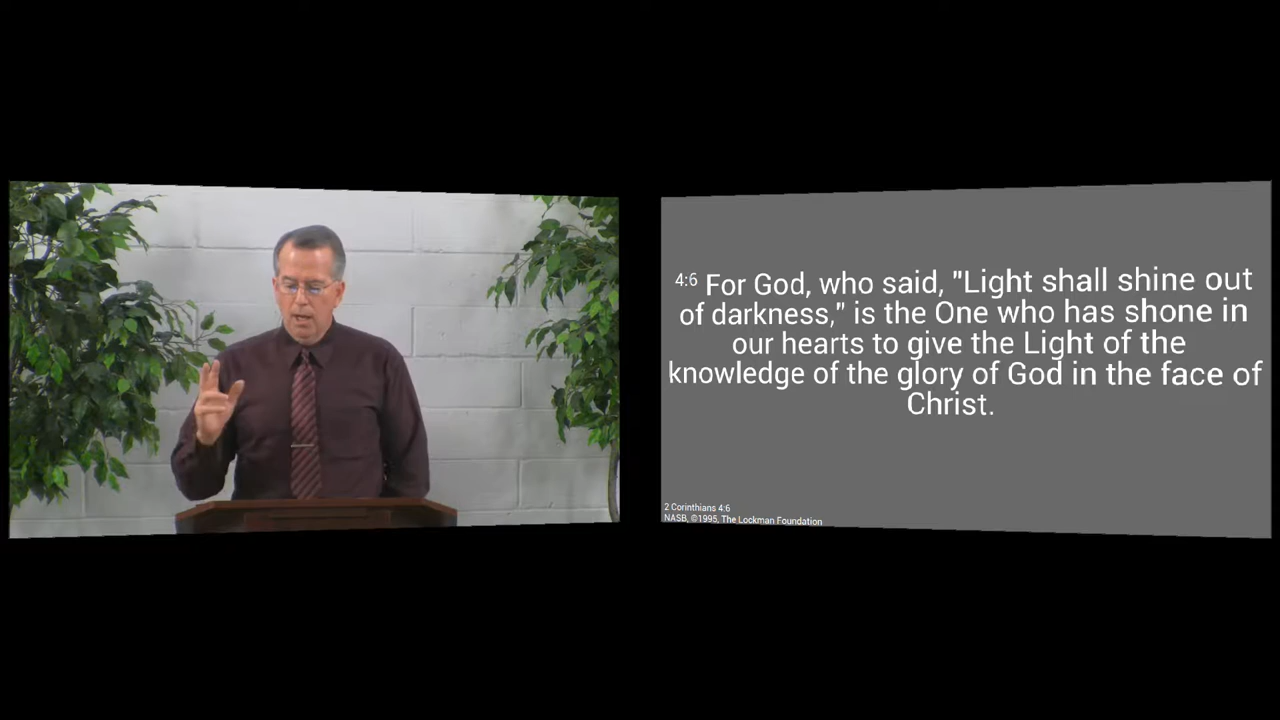 4:6 For God, who said, "Light shall shine out
of darkness," is the One who has shone in
our hearts to give the Light of the
knowledge of the glory of God in the face of
Christ.
2 Corinthians 4:6
NASB, ©1995, The Lockman Foundation